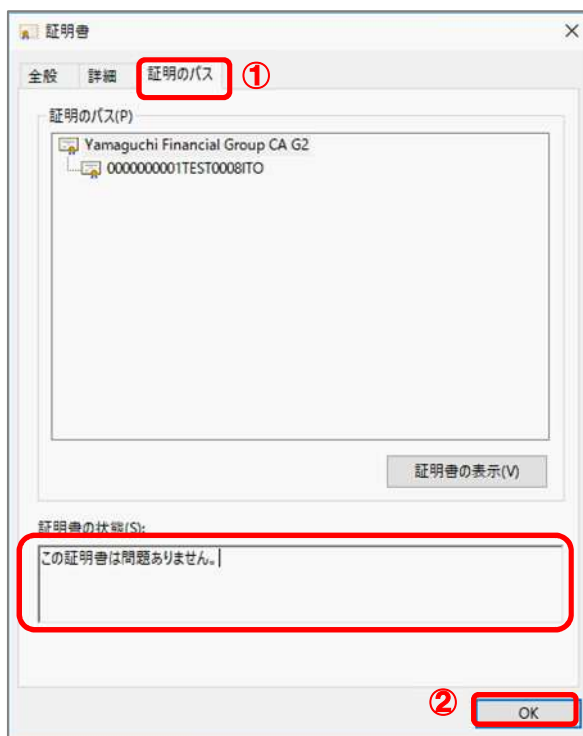 証明書
全般 詳細 証明のパス ①
証明のパス(P)
Yamaguchi Financial Group CA G2
0000000001TEST0008ITO
証明書の表示(V)
証明書の状態(S):
この証明書は問題ありません。
②
OK